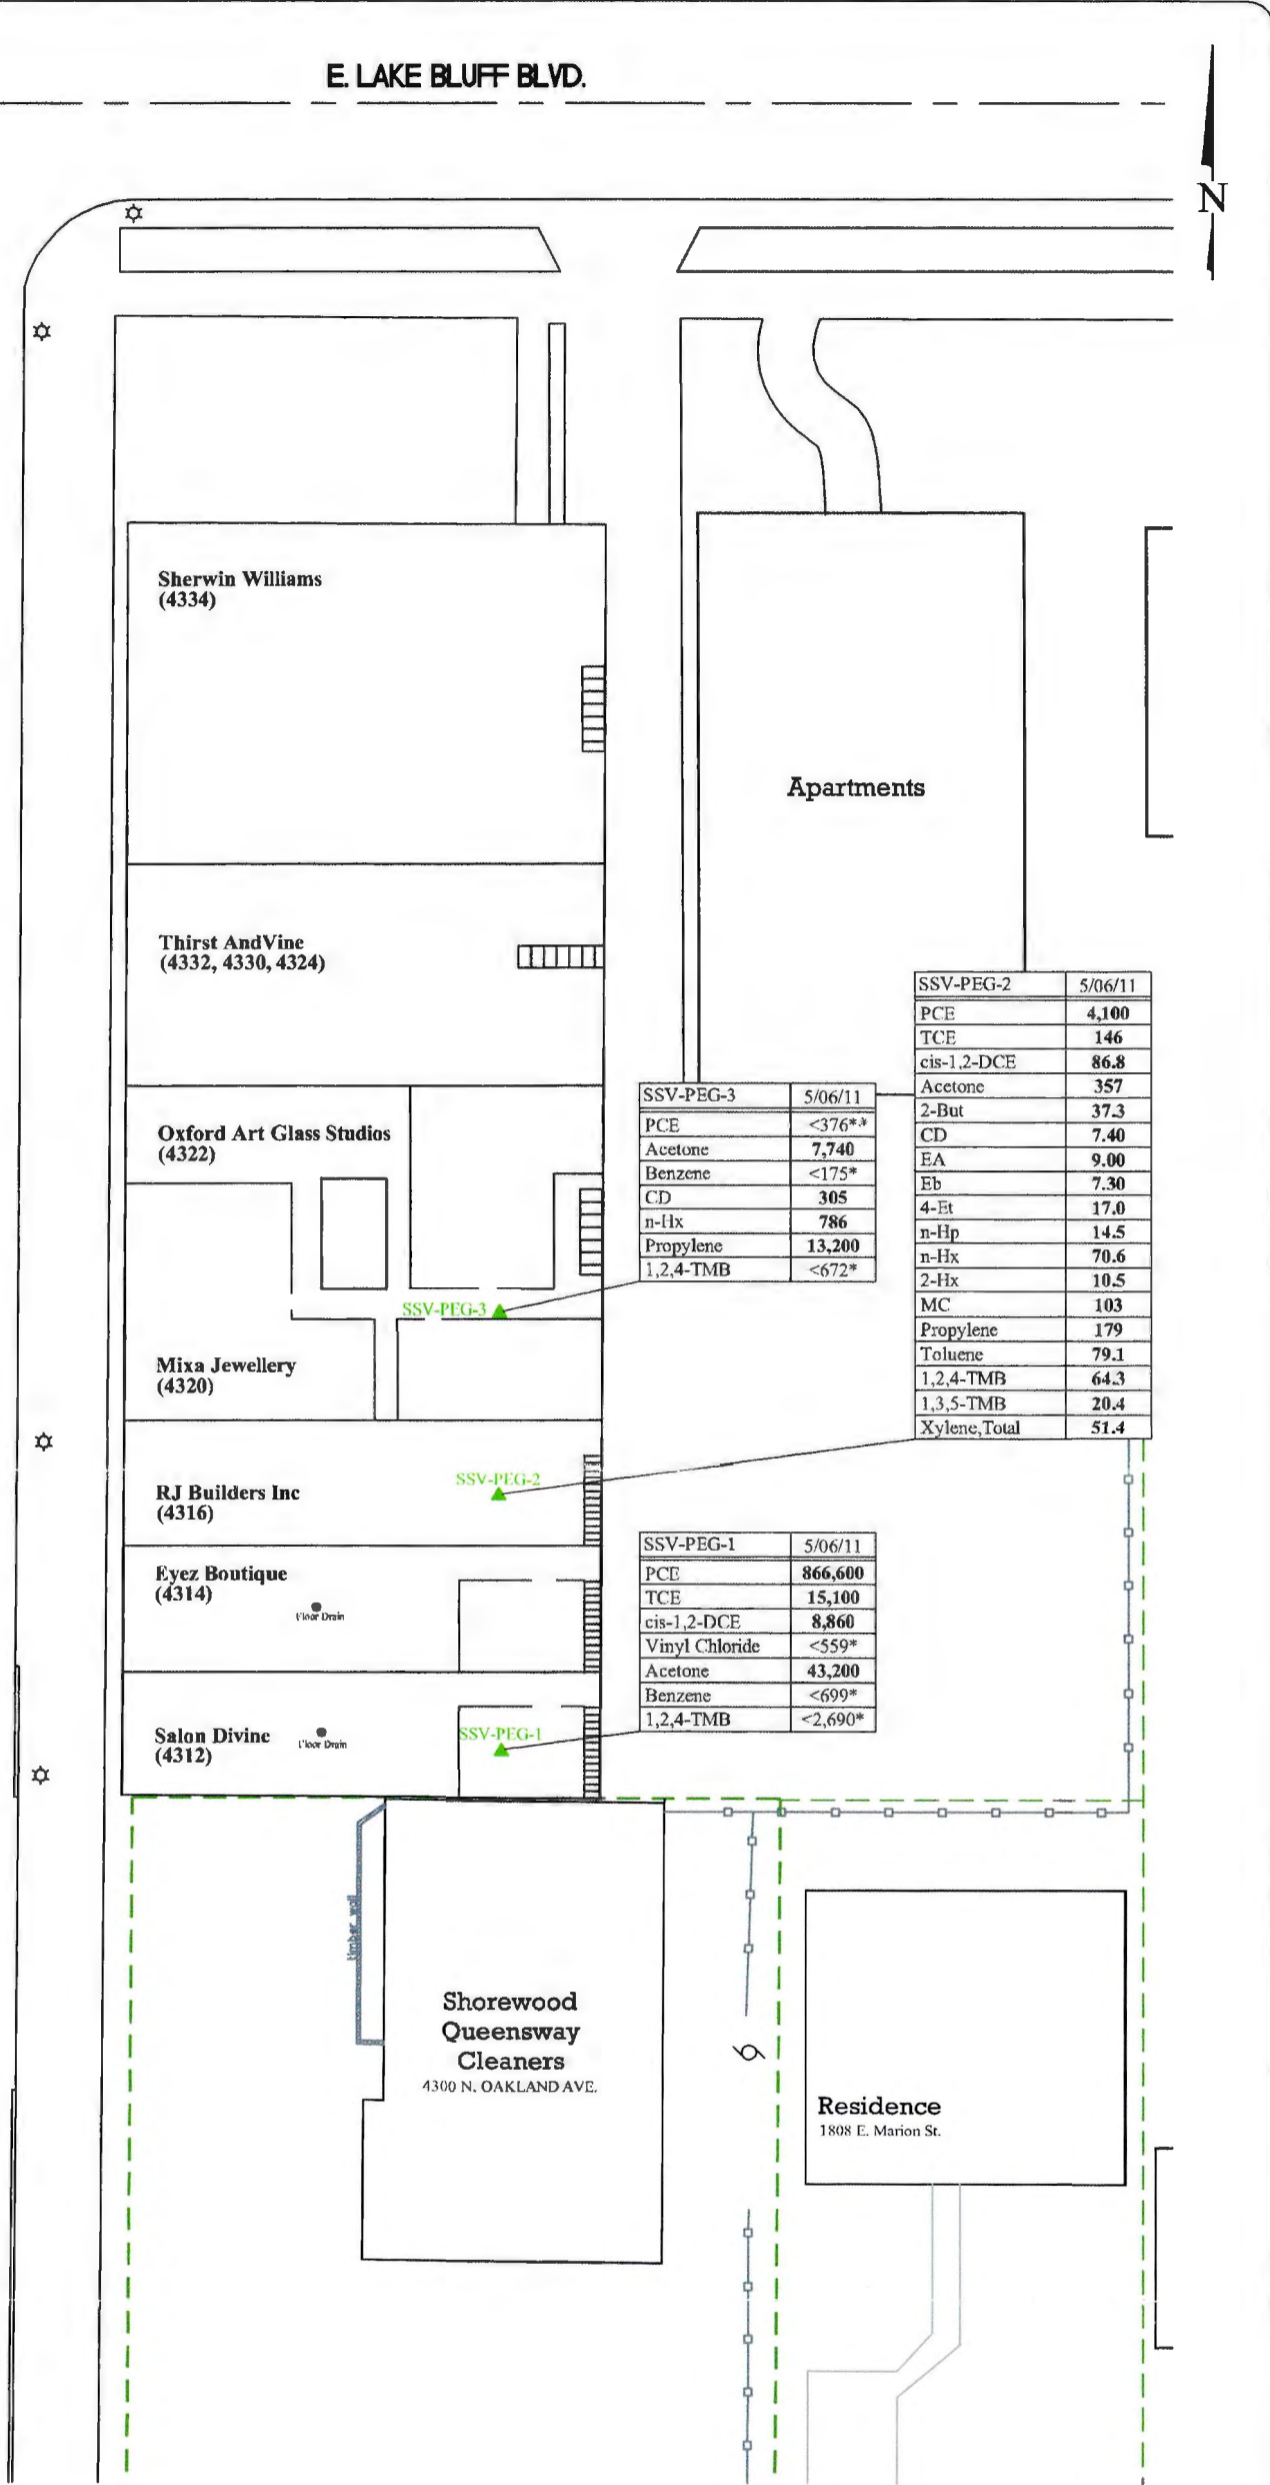 E. LAKE BLUFF BLVD.
N
Sherwin Williams
(4334)
Apartments
Thirst AndVine
(4332, 4330, 4324)
SSV-PEG-2 5/06/11
PCE 4,100
TCE 146
cis-1,2-DCE 86.8
Acetone 357
2-But 37.3
CD 7.40
EA 9.00
Eb 7.30
4-Et 17.0
n-Hp 14.5
n-Hx 70.6
2-Hx 10.5
MC 103
Propylene 179
Toluene 79.1
1,2,4-TMB 64.3
1,3,5-TMB 20.4
Xylene,Total 51.4
SSV-PEG-3 5/06/11
PCE <376**
Acetone 7,740
Benzene <175*
CD 305
n-Hx 786
Propylene 13,200
1,2,4-TMB <672*
Oxford Art Glass Studios
(4322)
SSV-PEG-3
Mixa Jewellery
(4320)
SSV-PEG-2
RJ Builders Inc
(4316)
SSV-PEG-1 5/06/11
PCE 866,600
TCE 15,100
cis-1,2-DCE 8,860
Vinyl Chloride <559*
Acetone 43,200
Benzene <699*
1,2,4-TMB <2,690*
Eyez Boutique
(4314)
Floor Drain
Salon Divine
(4312)
Floor Drain
SSV-PEG-1
timber wall
Shorewood
Queensway
Cleaners
4300 N. OAKLAND AVE.
Residence
1808 E. Marion St.